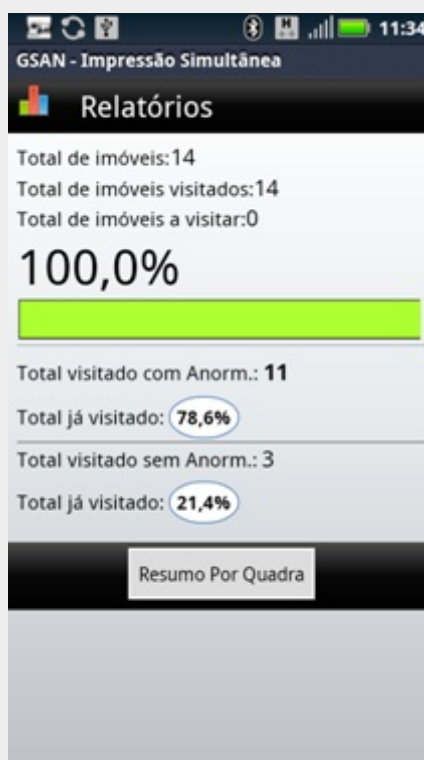 11:34
GSAN - Impressão Simultânea
Relatórios
Total de imóveis:14
Total de imóveis visitados:14
Total de imóveis a visitar:0
100,0%
Total visitado com Anorm.: 11
Total já visitado: 78,6%
Total visitado sem Anorm.: 3
Total já visitado: 21,4%
Resumo Por Quadra